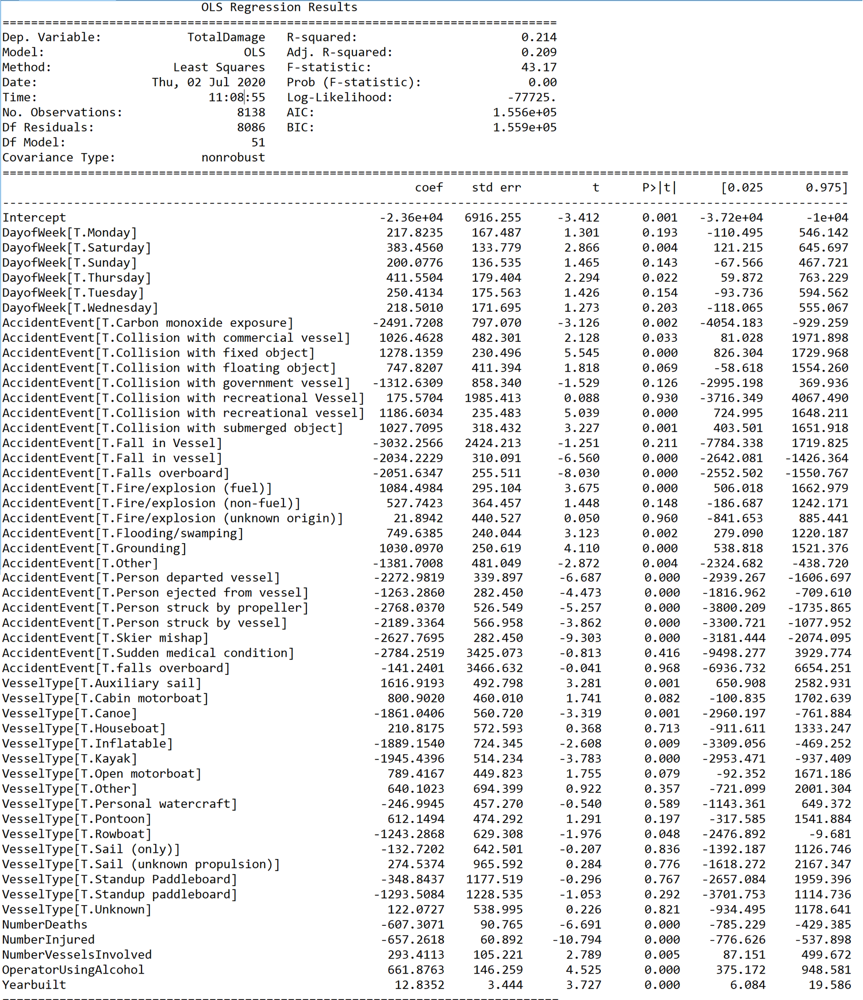 OLS Regression Results
==============================================================================
Dep. Variable: TotalDamage R-squared: 0.214
Model: OLS Adj. R-squared: 0.209
Method: Least Squares F-statistic: 43.17
Date: Thu, 02 Jul 2020 Prob (F-statistic): 0.00
Time: 11:08:55 Log-Likelihood: -77725.
No. Observations: 8138 AIC: 1.556e+05
Df Residuals: 8086 BIC: 1.559e+05
Df Model: 51
Covariance Type: nonrobust
=======================================================================================================================
coef std err t P>|t| [0.025 0.975]
-----------------------------------------------------------------------------------------------------------------------
Intercept -2.36e+04 6916.255 -3.412 0.001 -3.72e+04 -1e+04
DayofWeek[T.Monday] 217.8235 167.487 1.301 0.193 -110.495 546.142
DayofWeek[T.Saturday] 383.4560 133.779 2.866 0.004 121.215 645.697
DayofWeek[T.Sunday] 200.0776 136.535 1.465 0.143 -67.566 467.721
DayofWeek[T.Thursday] 411.5504 179.404 2.294 0.022 59.872 763.229
DayofWeek[T.Tuesday] 250.4134 175.563 1.426 0.154 -93.736 594.562
DayofWeek[T.Wednesday] 218.5010 171.695 1.273 0.203 -118.065 555.067
AccidentEvent[T.Carbon monoxide exposure] -2491.7208 797.070 -3.126 0.002 -4054.183 -929.259
AccidentEvent[T.Collision with commercial vessel] 1026.4628 482.301 2.128 0.033 81.028 1971.898
AccidentEvent[T.Collision with fixed object] 1278.1359 230.496 5.545 0.000 826.304 1729.968
AccidentEvent[T.Collision with floating object] 747.8207 411.394 1.818 0.069 -58.618 1554.260
AccidentEvent[T.Collision with government vessel] -1312.6309 858.340 -1.529 0.126 -2995.198 369.936
AccidentEvent[T.Collision with recreational Vessel] 175.5704 1985.413 0.088 0.930 -3716.349 4067.490
AccidentEvent[T.Collision with recreational vessel] 1186.6034 235.483 5.039 0.000 724.995 1648.211
AccidentEvent[T.Collision with submerged object] 1027.7095 318.432 3.227 0.001 403.501 1651.918
AccidentEvent[T.Fall in Vessel] -3032.2566 2424.213 -1.251 0.211 -7784.338 1719.825
AccidentEvent[T.Fall in vessel] -2034.2229 310.091 -6.560 0.000 -2642.081 -1426.364
AccidentEvent[T.Falls overboard] -2051.6347 255.511 -8.030 0.000 -2552.502 -1550.767
AccidentEvent[T.Fire/explosion (fuel)] 1084.4984 295.104 3.675 0.000 506.018 1662.979
AccidentEvent[T.Fire/explosion (non-fuel)] 527.7423 364.457 1.448 0.148 -186.687 1242.171
AccidentEvent[T.Fire/explosion (unknown origin)] 21.8942 440.527 0.050 0.960 -841.653 885.441
AccidentEvent[T.Flooding/swamping] 749.6385 240.044 3.123 0.002 279.090 1220.187
AccidentEvent[T.Grounding] 1030.0970 250.619 4.110 0.000 538.818 1521.376
AccidentEvent[T.Other] -1381.7008 481.049 -2.872 0.004 -2324.682 -438.720
AccidentEvent[T.Person departed vessel] -2272.9819 339.897 -6.687 0.000 -2939.267 -1606.697
AccidentEvent[T.Person ejected from vessel] -1263.2860 282.450 -4.473 0.000 -1816.962 -709.610
AccidentEvent[T.Person struck by propeller] -2768.0370 526.549 -5.257 0.000 -3800.209 -1735.865
AccidentEvent[T.Person struck by vessel] -2189.3364 566.958 -3.862 0.000 -3300.721 -1077.952
AccidentEvent[T.Skier mishap] -2627.7695 282.450 -9.303 0.000 -3181.444 -2074.095
AccidentEvent[T.Sudden medical condition] -2784.2519 3425.073 -0.813 0.416 -9498.277 3929.774
AccidentEvent[T.falls overboard] -141.2401 3466.632 -0.041 0.968 -6936.732 6654.251
VesselType[T.Auxiliary sail] 1616.9193 492.798 3.281 0.001 650.908 2582.931
VesselType[T.Cabin motorboat] 800.9020 460.010 1.741 0.082 -100.835 1702.639
VesselType[T.Canoe] -1861.0406 560.720 -3.319 0.001 -2960.197 -761.884
VesselType[T.Houseboat] 210.8175 572.593 0.368 0.713 -911.611 1333.247
VesselType[T.Inflatable] -1889.1540 724.345 -2.608 0.009 -3309.056 -469.252
VesselType[T.Kayak] -1945.4396 514.234 -3.783 0.000 -2953.471 -937.409
VesselType[T.Open motorboat] 789.4167 449.823 1.755 0.079 -92.352 1671.186
VesselType[T.Other] 640.1023 694.399 0.922 0.357 -721.099 2001.304
VesselType[T.Personal watercraft] -246.9945 457.270 -0.540 0.589 -1143.361 649.372
VesselType[T.Pontoon] 612.1494 474.292 1.291 0.197 -317.585 1541.884
VesselType[T.Rowboat] -1243.2868 629.308 -1.976 0.048 -2476.892 -9.681
VesselType[T.Sail (only)] -132.7202 642.501 -0.207 0.836 -1392.187 1126.746
VesselType[T.Sail (unknown propulsion)] 274.5374 965.592 0.284 0.776 -1618.272 2167.347
VesselType[T.Standup Paddleboard] -348.8437 1177.519 -0.296 0.767 -2657.084 1959.396
VesselType[T.Standup paddleboard] -1293.5084 1228.535 -1.053 0.292 -3701.753 1114.736
VesselType[T.Unknown] 122.0727 538.995 0.226 0.821 -934.495 1178.641
NumberDeaths -607.3071 90.765 -6.691 0.000 -785.229 -429.385
NumberInjured -657.2618 60.892 -10.794 0.000 -776.626 -537.898
NumberVesselsInvolved 293.4113 105.221 2.789 0.005 87.151 499.672
OperatorUsingAlcohol 661.8763 146.259 4.525 0.000 375.172 948.581
Yearbuilt 12.8352 3.444 3.727 0.000 6.084 19.586
------------------------------------------------------------------------------